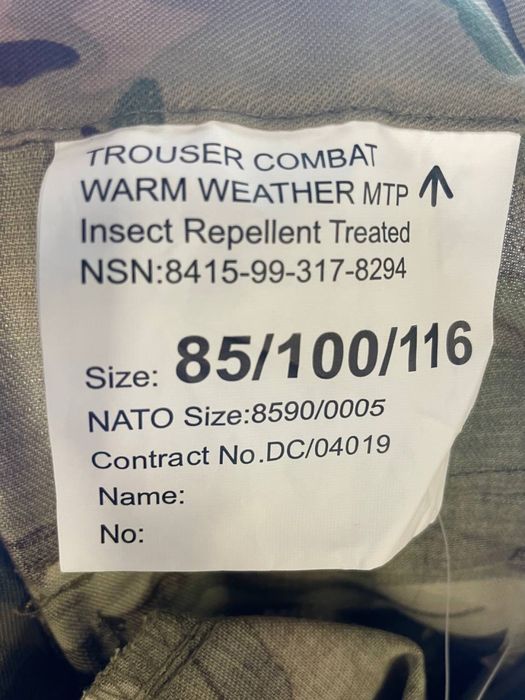 TROUSER COMBAT
WARM WEATHER MTP
Insect Repellent Treated
NSN:8415-99-317-8294
Size: 85/100/116
NATO Size:8590/0005
Contract No.DC/04019
Name:
No: